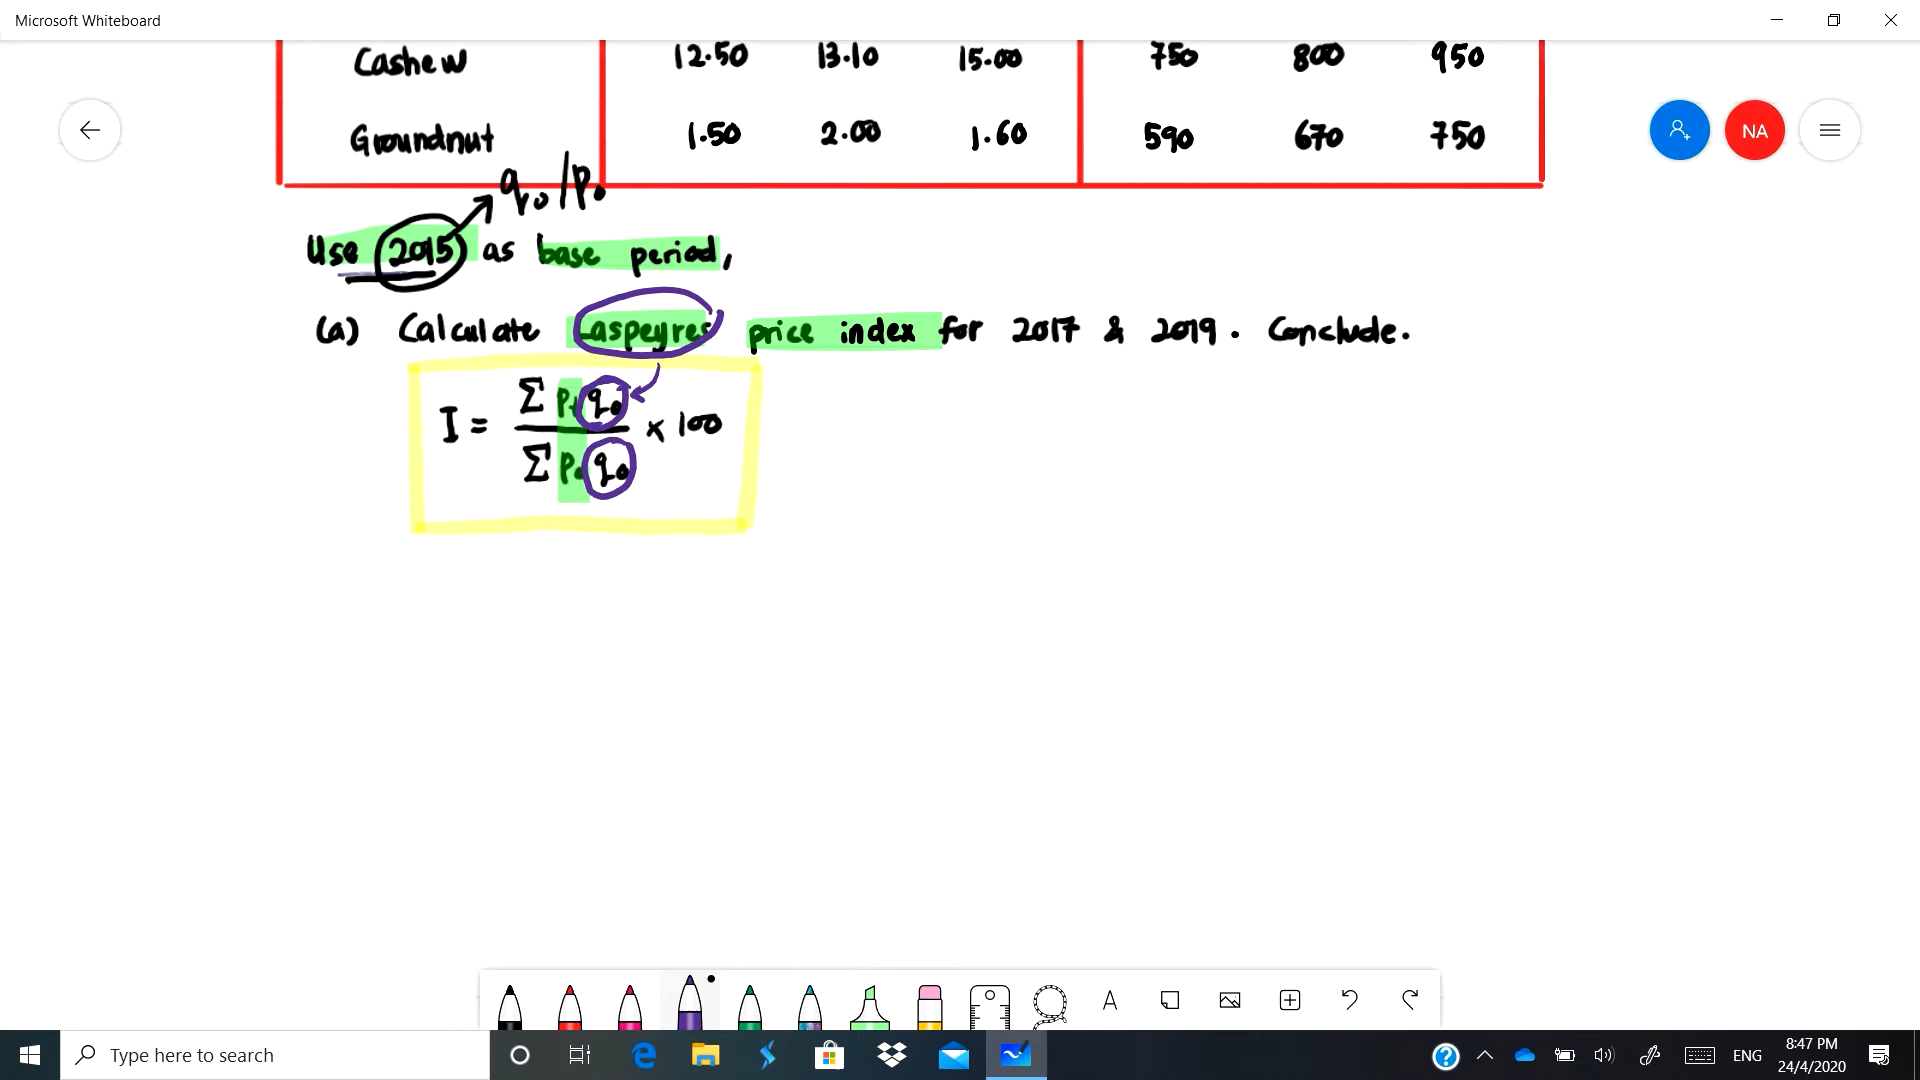 Microsoft Whiteboard
Cashew 12.50 13.10 15.00 750 800 950
Groundnut 1.50 2.00 1.60 590 670 750
q₀/p₀
Use 2015 as base period,
(a) Calculate Laspeyres price index for 2017 & 2019. Conclude.
I = Σ Pt q₀ / Σ P₀ q₀ × 100
NA
A
Type here to search
ENG
8:47 PM
24/4/2020